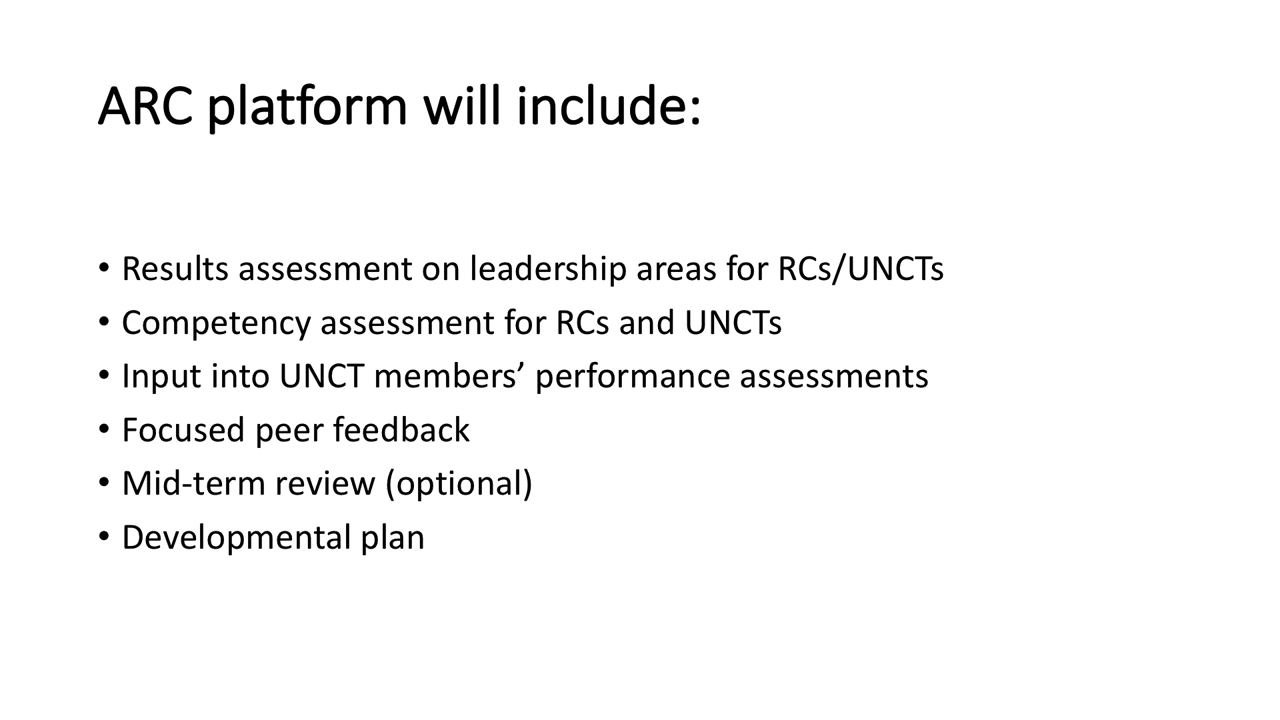 ARC platform will include:
• Results assessment on leadership areas for RCs/UNCTs
• Competency assessment for RCs and UNCTs
• Input into UNCT members’ performance assessments
• Focused peer feedback
• Mid-term review (optional)
• Developmental plan